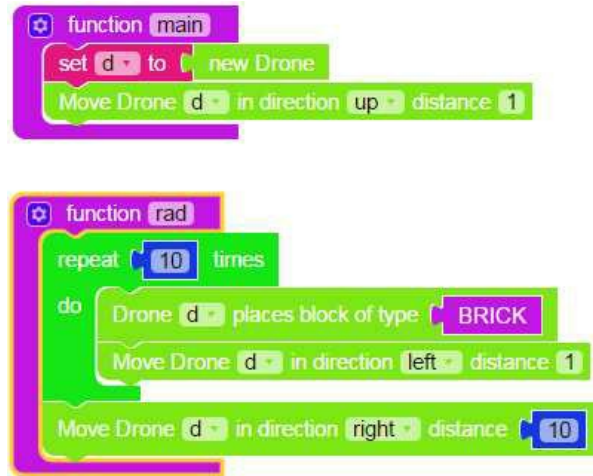 function main
set d to new Drone
Move Drone d in direction up distance 1
function rad
repeat 10 times
do
Drone d places block of type BRICK
Move Drone d in direction left distance 1
Move Drone d in direction right distance 10